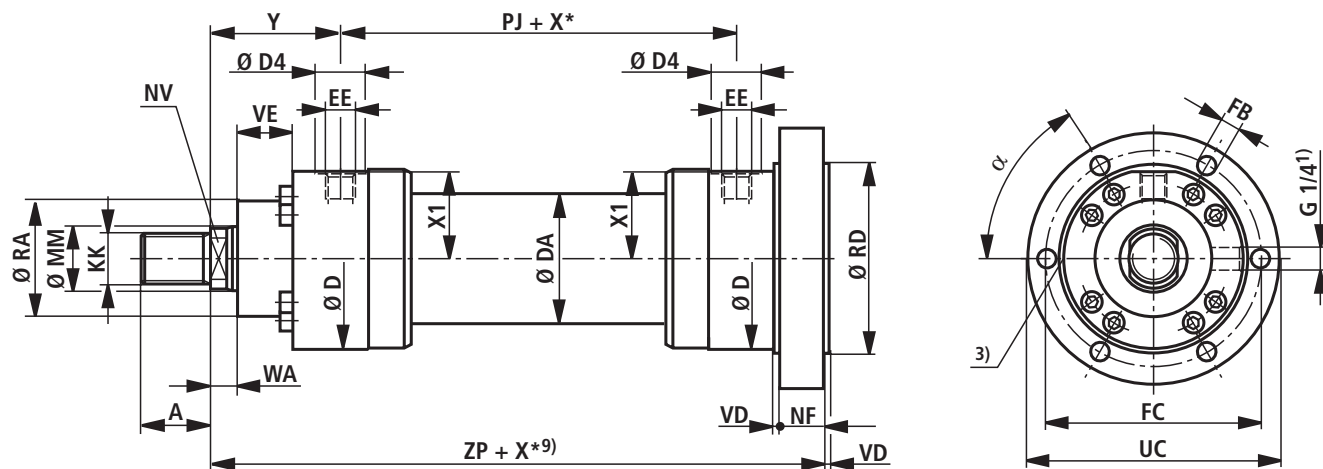 Y
PJ + X*
Ø D4
Ø D4
NV
EE
EE
VE
FB
α
G 1/4¹⁾
X1
X1
Ø RA
Ø MM
KK
Ø D
Ø DA
Ø D
Ø RD
3)
WA
A
VD
NF
FC
ZP + X*⁹⁾
VD
UC